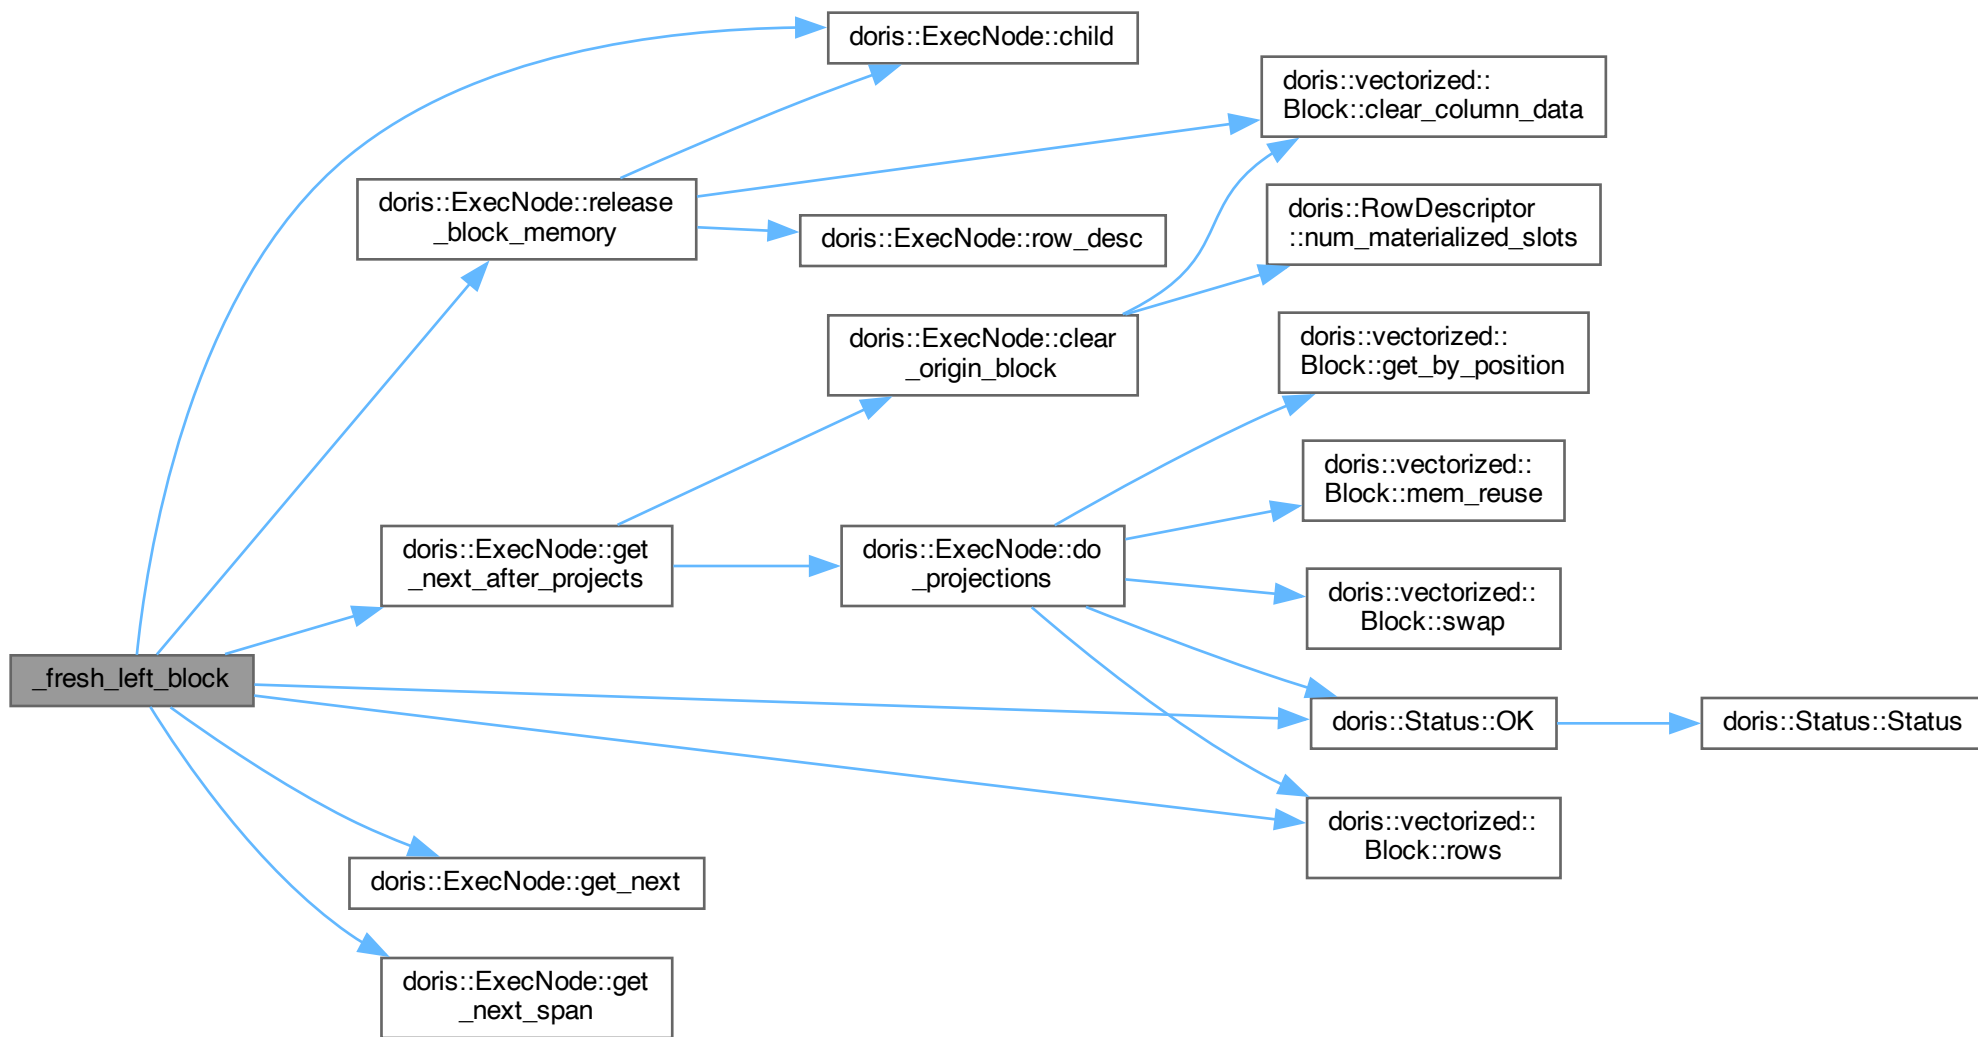 doris::ExecNode::child
doris::vectorized::
Block::clear_column_data
doris::ExecNode::release
_block_memory
doris::RowDescriptor
::num_materialized_slots
doris::ExecNode::row_desc
doris::ExecNode::clear
_origin_block
doris::vectorized::
Block::get_by_position
doris::vectorized::
Block::mem_reuse
doris::ExecNode::get
_next_after_projects
doris::ExecNode::do
_projections
doris::vectorized::
Block::swap
_fresh_left_block
doris::Status::OK
doris::Status::Status
doris::vectorized::
Block::rows
doris::ExecNode::get_next
doris::ExecNode::get
_next_span